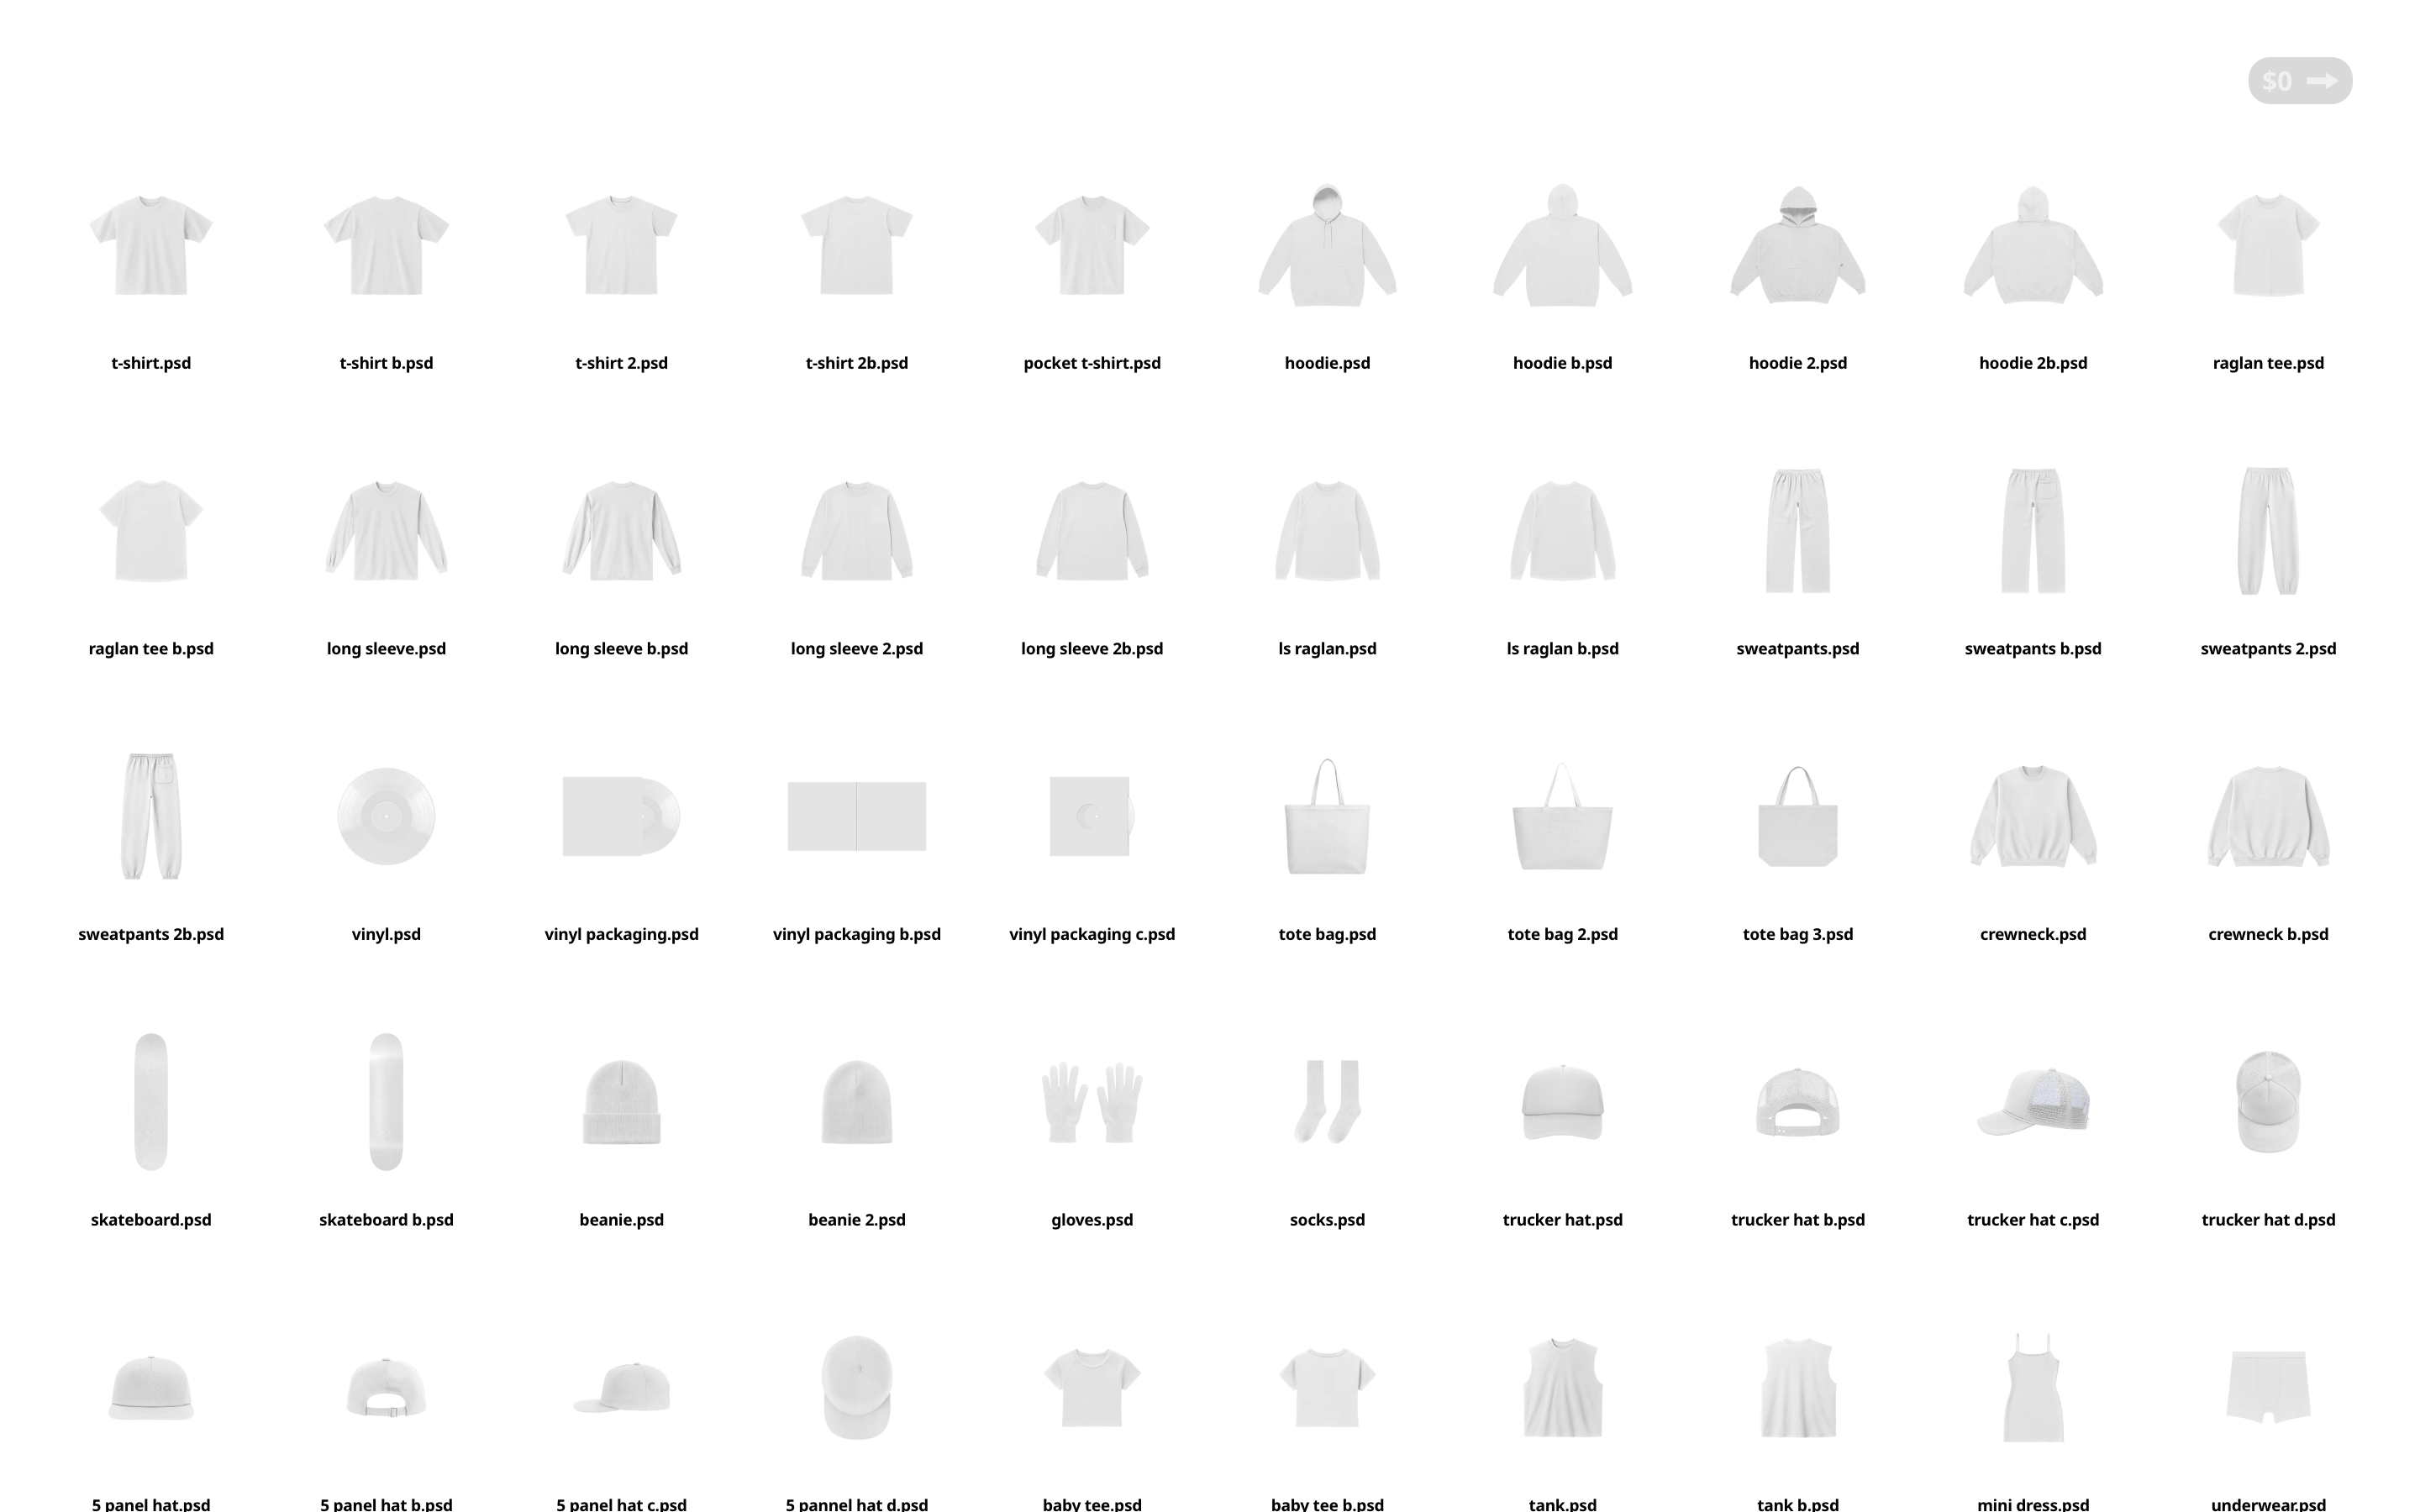 $0
t-shirt.psd
t-shirt b.psd
t-shirt 2.psd
t-shirt 2b.psd
pocket t-shirt.psd
hoodie.psd
hoodie b.psd
hoodie 2.psd
hoodie 2b.psd
raglan tee.psd
raglan tee b.psd
long sleeve.psd
long sleeve b.psd
long sleeve 2.psd
long sleeve 2b.psd
ls raglan.psd
ls raglan b.psd
sweatpants.psd
sweatpants b.psd
sweatpants 2.psd
sweatpants 2b.psd
vinyl.psd
vinyl packaging.psd
vinyl packaging b.psd
vinyl packaging c.psd
tote bag.psd
tote bag 2.psd
tote bag 3.psd
crewneck.psd
crewneck b.psd
skateboard.psd
skateboard b.psd
beanie.psd
beanie 2.psd
gloves.psd
socks.psd
trucker hat.psd
trucker hat b.psd
trucker hat c.psd
trucker hat d.psd
5 panel hat.psd
5 panel hat b.psd
5 panel hat c.psd
5 pannel hat d.psd
baby tee.psd
baby tee b.psd
tank.psd
tank b.psd
mini dress.psd
underwear.psd